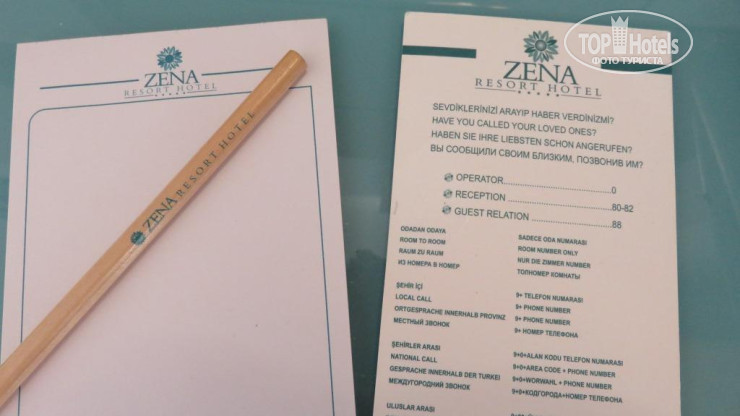 ZENA
RESORT HOTEL
ZENA RESORT HOTEL
TOP Hotels
ФОТО ТУРИСТА
ZENA
RESORT HOTEL
SEVDİKLERİNİZİ ARAYIP HABER VERDİNİZMİ?
HAVE YOU CALLED YOUR LOVED ONES?
HABEN SIE IHRE LIEBSTEN SCHON ANGERUFEN?
ВЫ СООБЩИЛИ СВОИМ БЛИЗКИМ, ПОЗВОНИВ ИМ?
OPERATOR..............................0
RECEPTION ..............................80-82
GUEST RELATION ......................88
ODADAN ODAYA SADECE ODA NUMARASI
ROOM TO ROOM ROOM NUMBER ONLY
RAUM ZU RAUM NUR DIE ZIMMER NUMBER
ИЗ НОМЕРА В НОМЕР ТОПНОМЕР КОМНАТЫ
ŞEHİR İÇİ 9+ TELEFON NUMARASI
LOCAL CALL 9+ PHONE NUMBER
ORTGESPRACHE INNERHALB PROVINZ 9+ PHONE NUMBER
МЕСТНЫЙ ЗВОНОК 9+ НОМЕР ТЕЛЕФОНА
ŞEHİRLER ARASI 9+0+ALAN KODU TELEFON NUMARASI
NATIONAL CALL 9+0+AREA CODE + PHONE NUMBER
GESPRACHE INNERHALB DER TURKEI 9+0+WORWAHL + PHONE NUMBER
МЕЖДУГОРОДНИЙ ЗВОНОК 9+0+КОДГОРОДА+НОМЕР ТЕЛЕФОНА
ULUSLAR ARASI